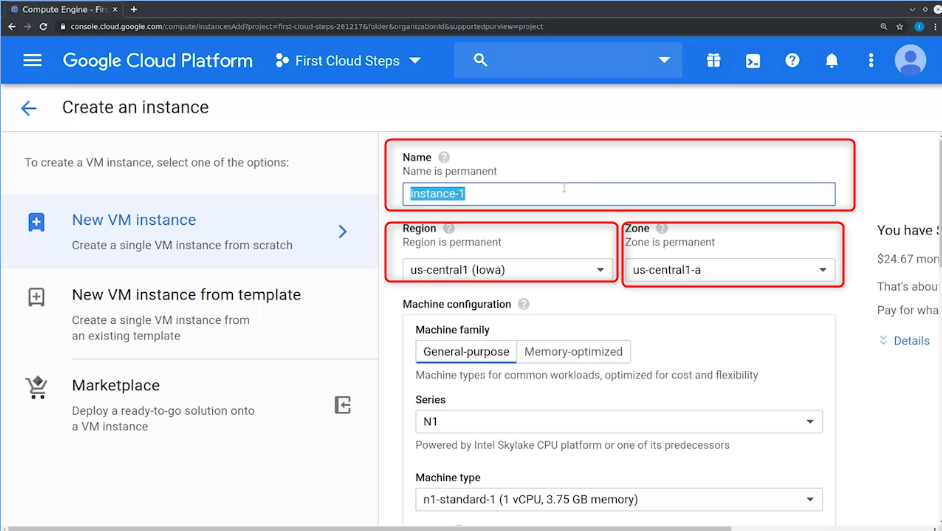 Compute Engine - Fir
console.cloud.google.com/compute/instancesAdd?project=first-cloud-steps-261217&folder&organizationId&supportedpurview=project
Google Cloud Platform
First Cloud Steps
Create an instance
To create a VM instance, select one of the options:
New VM instance
Create a single VM instance from scratch
New VM instance from template
Create a single VM instance from
an existing template
Marketplace
Deploy a ready-to-go solution onto
a VM instance
Name
Name is permanent
instance-1
Region
Region is permanent
us-central1 (Iowa)
Zone
Zone is permanent
us-central1-a
Machine configuration
Machine family
General-purpose
Memory-optimized
Machine types for common workloads, optimized for cost and flexibility
Series
N1
Powered by Intel Skylake CPU platform or one of its predecessors
Machine type
n1-standard-1 (1 vCPU, 3.75 GB memory)
You have $
$24.67 mon
That's abou
Pay for wha
Details